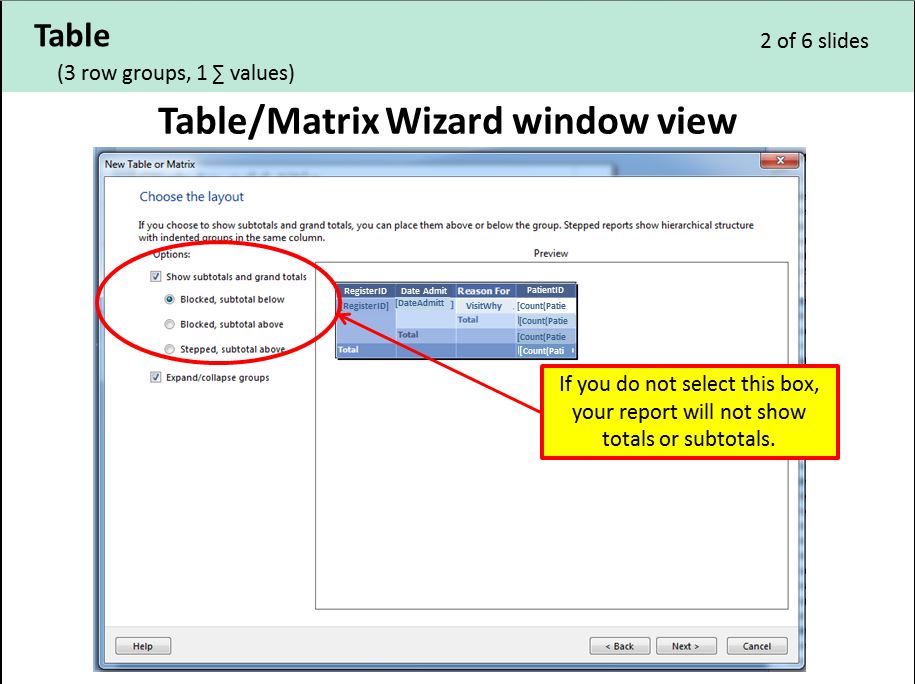 Table
2 of 6 slides
(3 row groups, 1 ∑ values)
Table/Matrix Wizard window view
New Table or Matrix
Choose the layout
If you choose to show subtotals and grand totals, you can place them above or below the group. Stepped reports show hierarchical structure
with indented groups in the same column.
Options:
Preview
Show subtotals and grand totals
Blocked, subtotal below
Blocked, subtotal above
Stepped, subtotal above
Expand/collapse groups
RegisterID Date Admit Reason For PatientID
RegisterID] [DateAdmitt ] VisitWhy . [Count(Patie
Total [Count(Patie
Total [Count(Patie
Total [Count(Pati
If you do not select this box,
your report will not show
totals or subtotals.
Help
< Back
Next >
Cancel